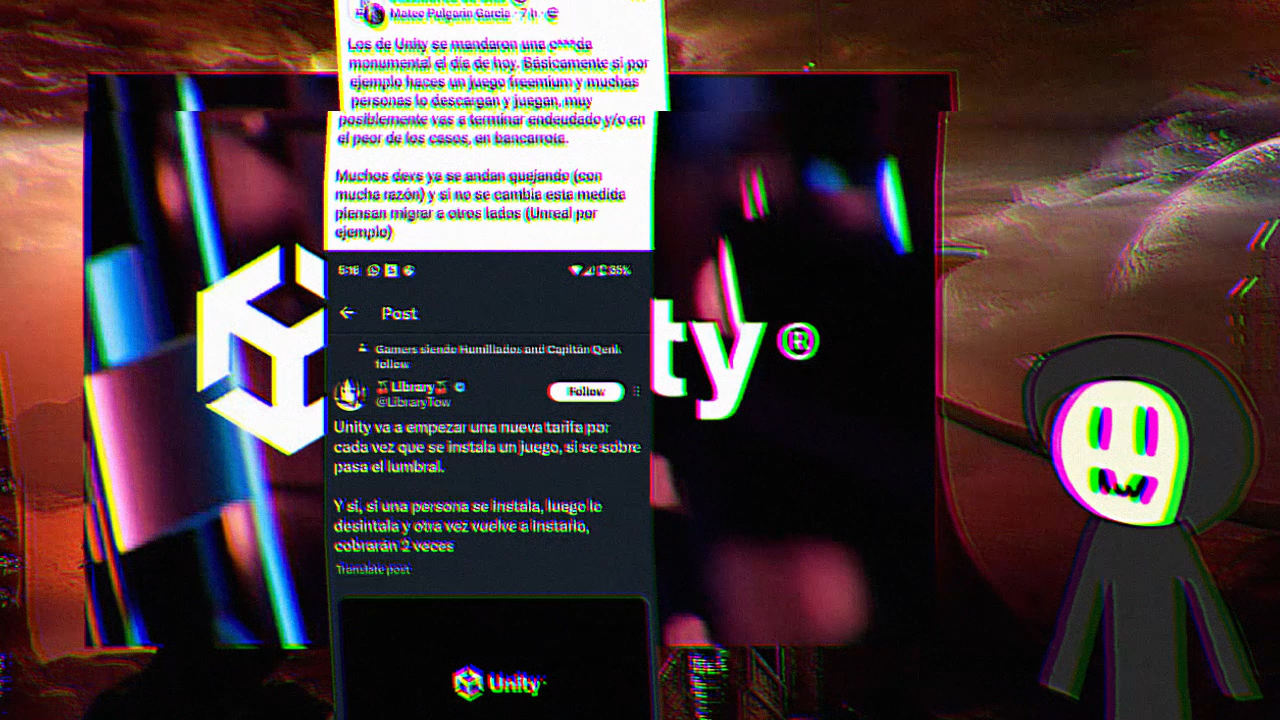 Mateo Pulgarin Garcia · 7 h ·
Los de Unity se mandaron una c***da
monumental el día de hoy. Básicamente si por
ejemplo haces un juego freemium y muchas
personas lo descargan y juegan, muy
posiblemente vas a terminar endeudado y/o en
el peor de los casos, en bancarrota.
Muchos devs ya se andan quejando (con
mucha razón) y si no se cambia esta medida
piensan migrar a otros lados (Unreal por
ejemplo)
5:16 35%
Post
Gamers siendo Humillados and Capitán Qenk
follow
Library
Follow
@LibraryTow
Unity va a empezar una nueva tarifa por
cada vez que se instala un juego, si se sobre
pasa el lumbral.
Y si, si una persona se instala, luego lo
desintala y otra vez vuelve a instarlo,
cobrarán 2 veces
Translate post
Unity
ty®